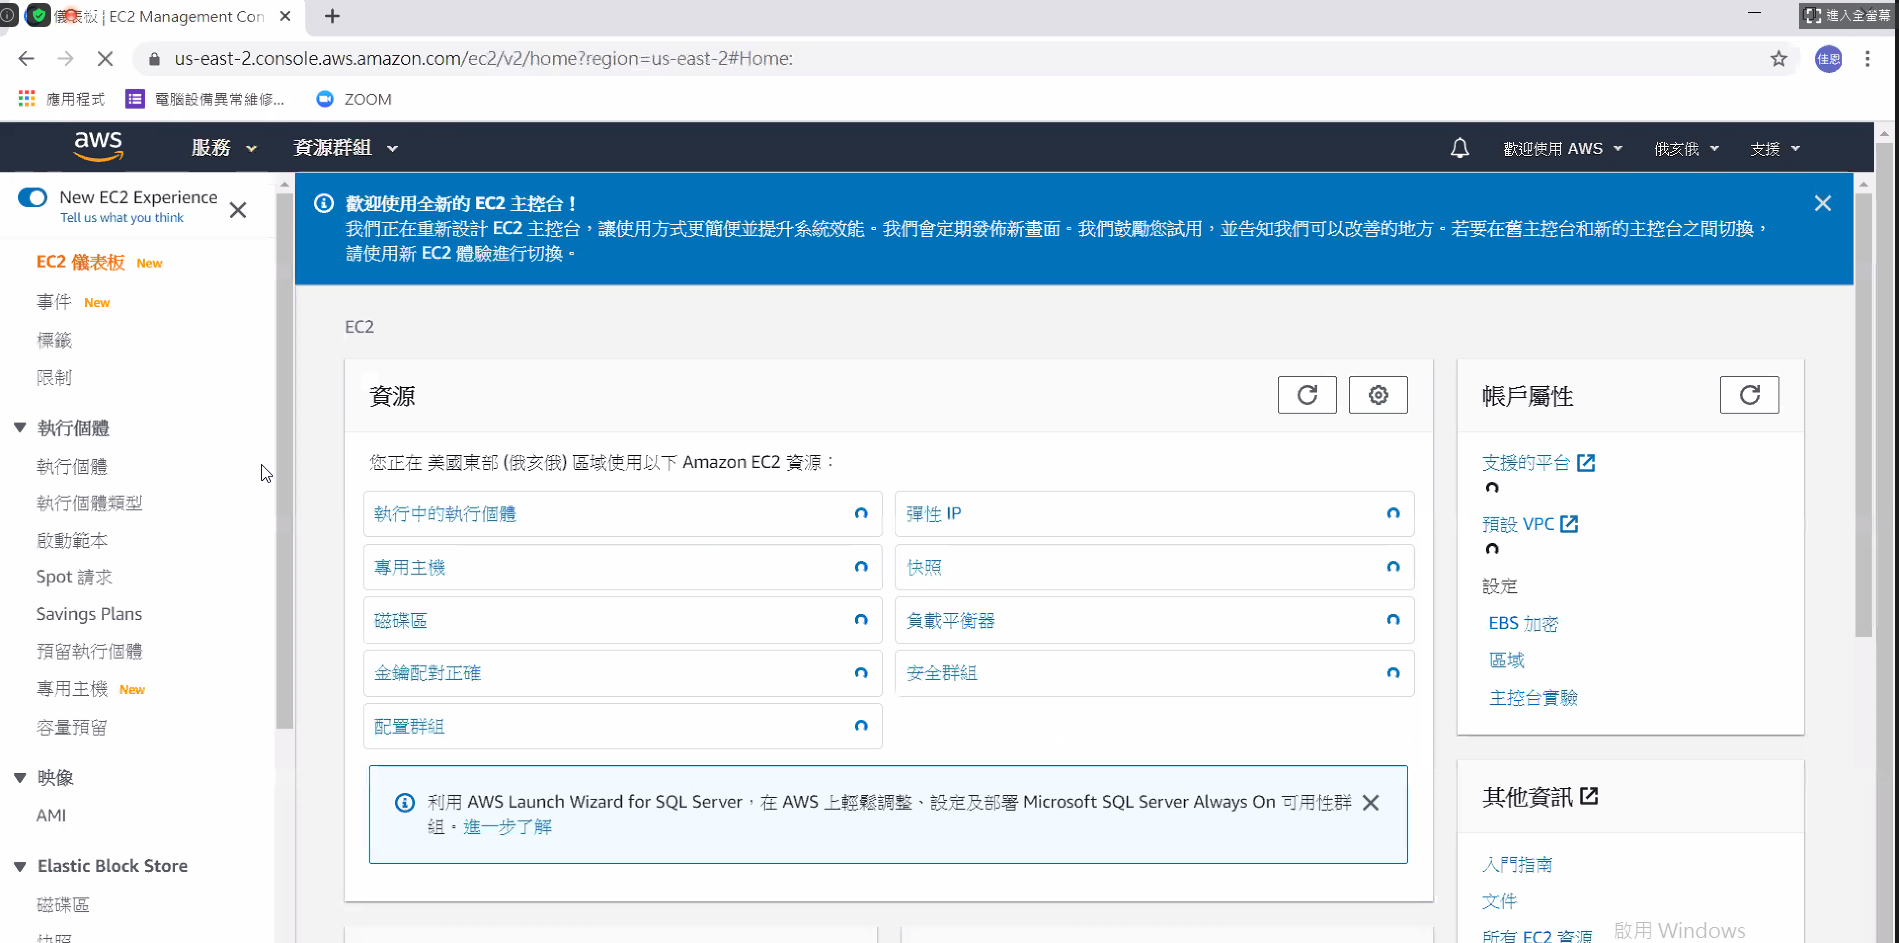 儀表板 | EC2 Management Con
進入全螢幕
us-east-2.console.aws.amazon.com/ec2/v2/home?region=us-east-2#Home:
佳恩
應用程式 電腦設備異常維修... ZOOM
aws 服務 資源群組 歡迎使用 AWS 俄亥俄 支援
New EC2 Experience
Tell us what you think
EC2 儀表板 New
事件 New
標籤
限制
執行個體
執行個體
執行個體類型
啟動範本
Spot 請求
Savings Plans
預留執行個體
專用主機 New
容量預留
映像
AMI
Elastic Block Store
磁碟區
快照
歡迎使用全新的 EC2 主控台！
我們正在重新設計 EC2 主控台，讓使用方式更簡便並提升系統效能。我們會定期發佈新畫面。我們鼓勵您試用，並告知我們可以改善的地方。若要在舊主控台和新的主控台之間切換，
請使用新 EC2 體驗進行切換。
EC2
資源
您正在 美國東部 (俄亥俄) 區域使用以下 Amazon EC2 資源：
執行中的執行個體 彈性 IP
專用主機 快照
磁碟區 負載平衡器
金鑰配對正確 安全群組
配置群組
利用 AWS Launch Wizard for SQL Server，在 AWS 上輕鬆調整、設定及部署 Microsoft SQL Server Always On 可用性群
組。進一步了解
帳戶屬性
支援的平台
預設 VPC
設定
EBS 加密
區域
主控台實驗
其他資訊
入門指南
文件
所有 EC2 資源
啟用 Windows